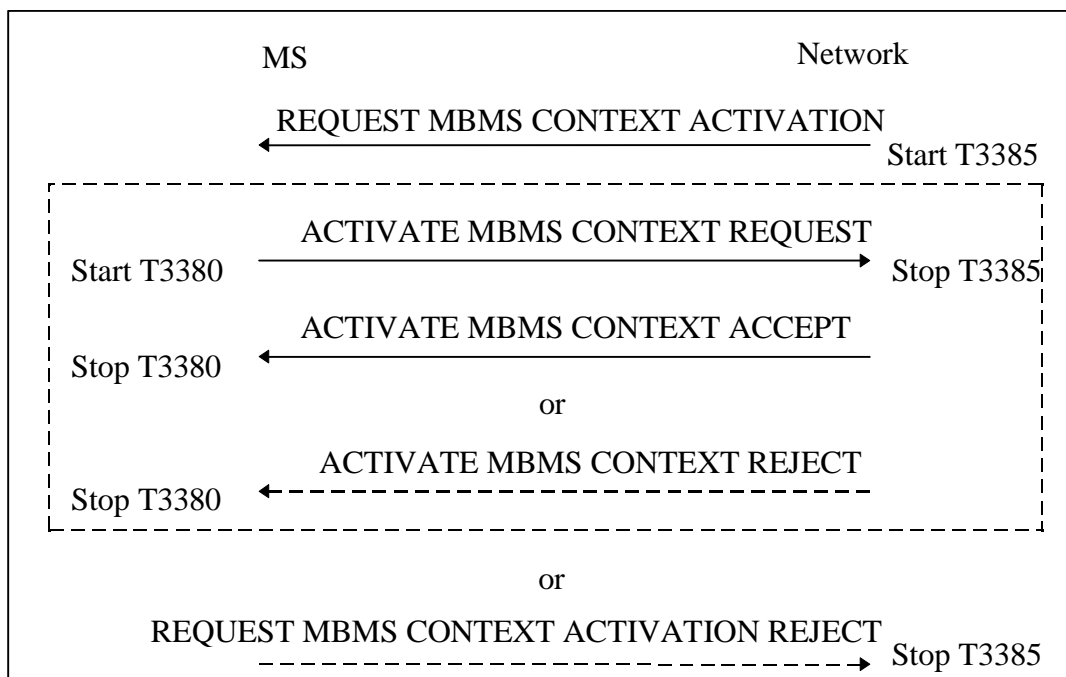 MS
Network
REQUEST MBMS CONTEXT ACTIVATION
Start T3385
ACTIVATE MBMS CONTEXT REQUEST
Start T3380
Stop T3385
ACTIVATE MBMS CONTEXT ACCEPT
Stop T3380
or
ACTIVATE MBMS CONTEXT REJECT
Stop T3380
or
REQUEST MBMS CONTEXT ACTIVATION REJECT
Stop T3385